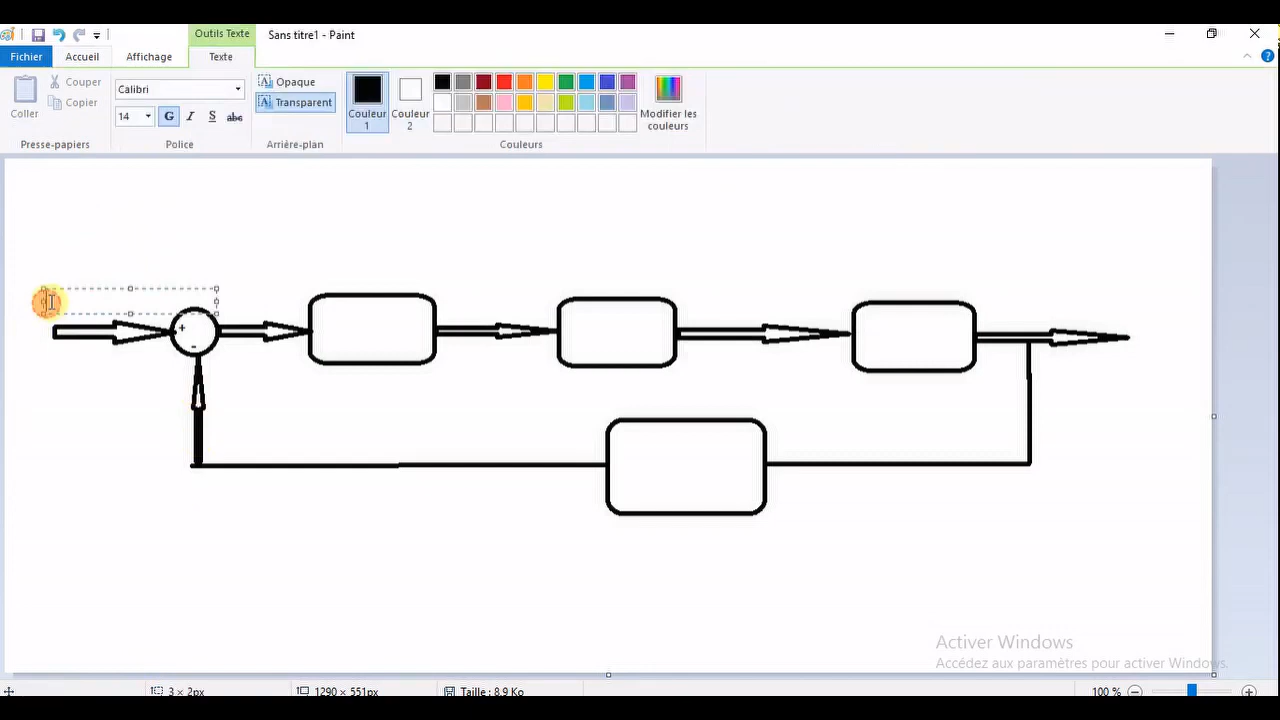 Outils Texte
Sans titre1 - Paint
Fichier
Accueil
Affichage
Texte
Coller
Couper
Copier
Presse-papiers
Calibri
14
G I S abc
Police
Opaque
Transparent
Arrière-plan
Couleur 1
Couleur 2
Modifier les couleurs
Couleurs
+
-
Activer Windows
Accédez aux paramètres pour activer Windows.
3 × 2px
1290 × 551px
Taille : 8,9 Ko
100 %